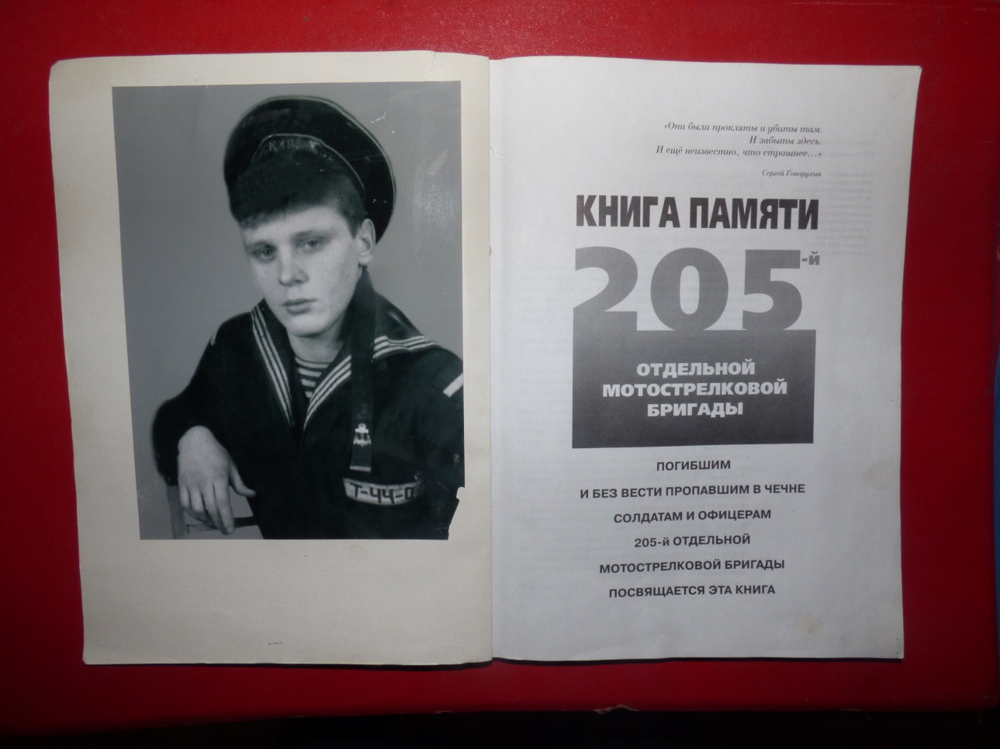 Т-ЧЧ-0
«Они были прокляты и убиты там.
И забыты здесь.
И ещё неизвестно, что страшнее…»
Сергей Говорухин
КНИГА ПАМЯТИ
205-й
ОТДЕЛЬНОЙ
МОТОСТРЕЛКОВОЙ
БРИГАДЫ
ПОГИБШИМ
И БЕЗ ВЕСТИ ПРОПАВШИМ В ЧЕЧНЕ
СОЛДАТАМ И ОФИЦЕРАМ
205-й ОТДЕЛЬНОЙ
МОТОСТРЕЛКОВОЙ БРИГАДЫ
ПОСВЯЩАЕТСЯ ЭТА КНИГА